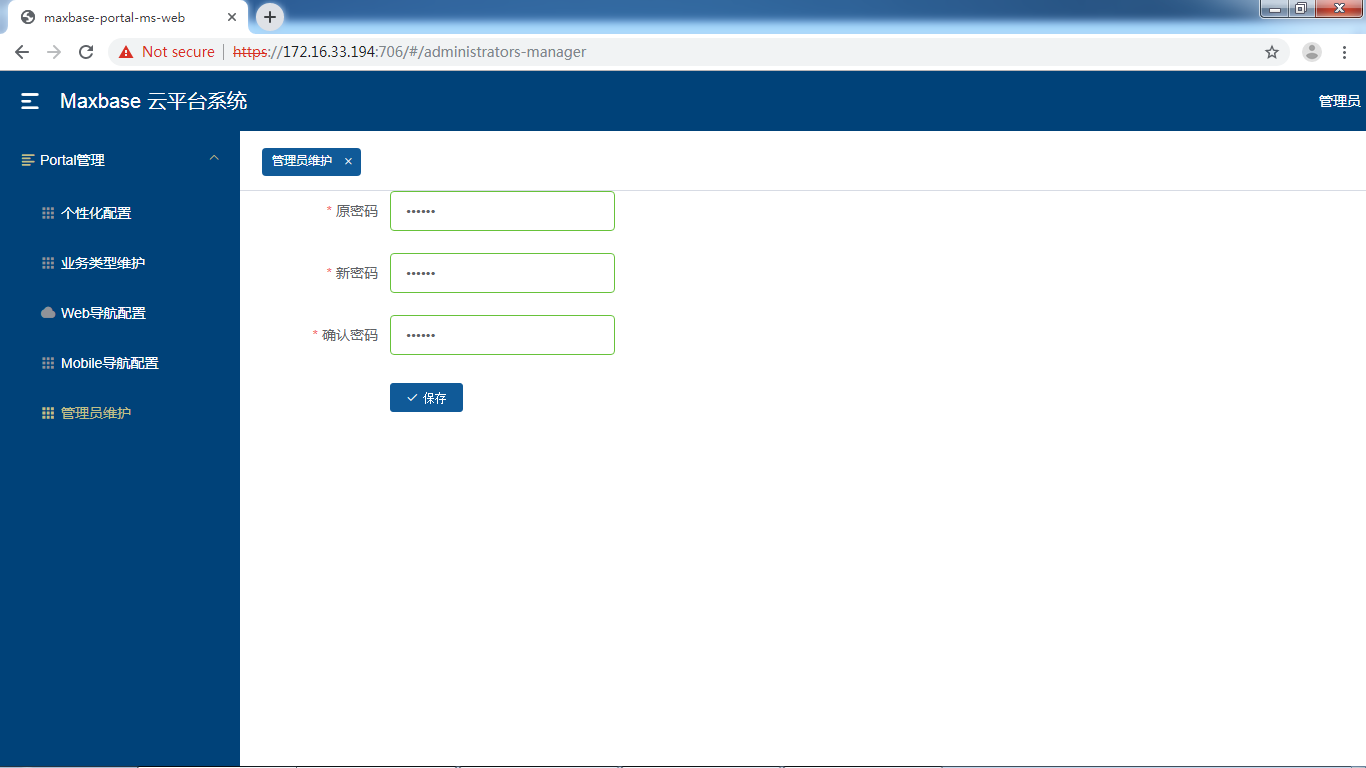 maxbase-portal-ms-web
Not secure
https://172.16.33.194:706/#/administrators-manager
Maxbase 云平台系统
管理员
Portal管理
个性化配置
业务类型维护
Web导航配置
Mobile导航配置
管理员维护
管理员维护
* 原密码
••••••
* 新密码
••••••
* 确认密码
••••••
保存